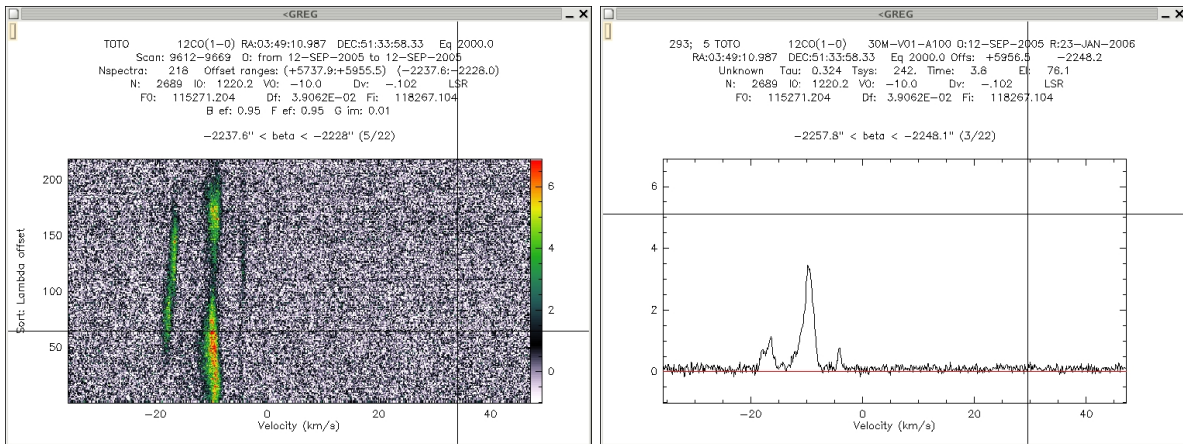 <GREG
TOTO 12CO(1-0) RA:03:49:10.987 DEC:51:33:58.33 Eq 2000.0
Scan: 9612-9669 O: from 12-SEP-2005 to 12-SEP-2005
Nspectra: 218 Offset ranges: (+5737.9:+5955.5) (-2237.6:-2228.0)
N: 2689 I0: 1220.2 V0: -10.0 Dv: -.102 LSR
F0: 115271.204 Df: 3.9062E-02 Fi: 118267.104
B ef: 0.95 F ef: 0.95 G im: 0.01
-2237.6" < beta < -2228" (5/22)
Sort: Lambda offset
200
150
100
50
-20 0 20 40
Velocity (km/s)
6
4
2
0
<GREG
293; 5 TOTO 12CO(1-0) 30M-V01-A100 O:12-SEP-2005 R:23-JAN-2006
RA:03:49:10.987 DEC:51:33:58.33 Eq 2000.0 Offs: +5956.5 -2248.2
Unknown Tau: 0.324 Tsys: 242. Time: 3.8 El: 76.1
N: 2689 I0: 1220.2 V0: -10.0 Dv: -.102 LSR
F0: 115271.204 Df: 3.9062E-02 Fi: 118267.104
-2257.8" < beta < -2248.1" (3/22)
6
4
2
0
-20 0 20 40
Velocity (km/s)